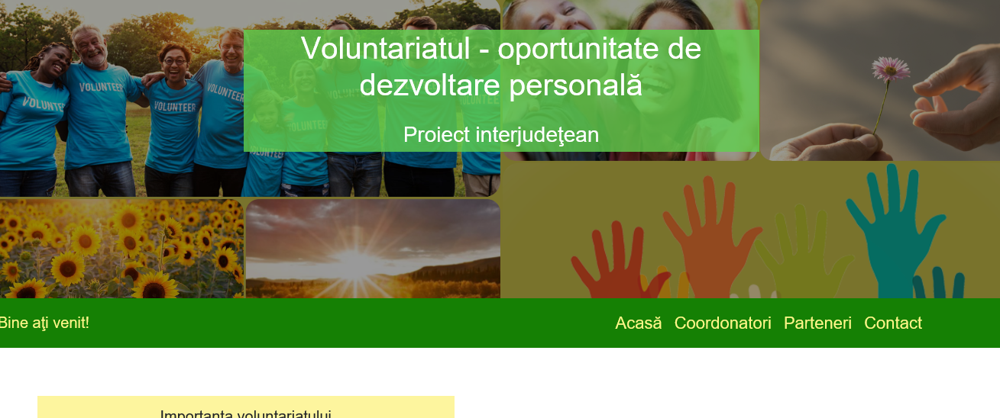 Voluntariatul - oportunitate de
dezvoltare personală
Proiect interjudeţean
VOLUNTEER
VOLUNTEER
VOLUNTEER
VOLUNTEER
VOLUNTEER
VOLUNTEER
Bine aţi venit!
Acasă Coordonatori Parteneri Contact
Importanţa voluntariatului